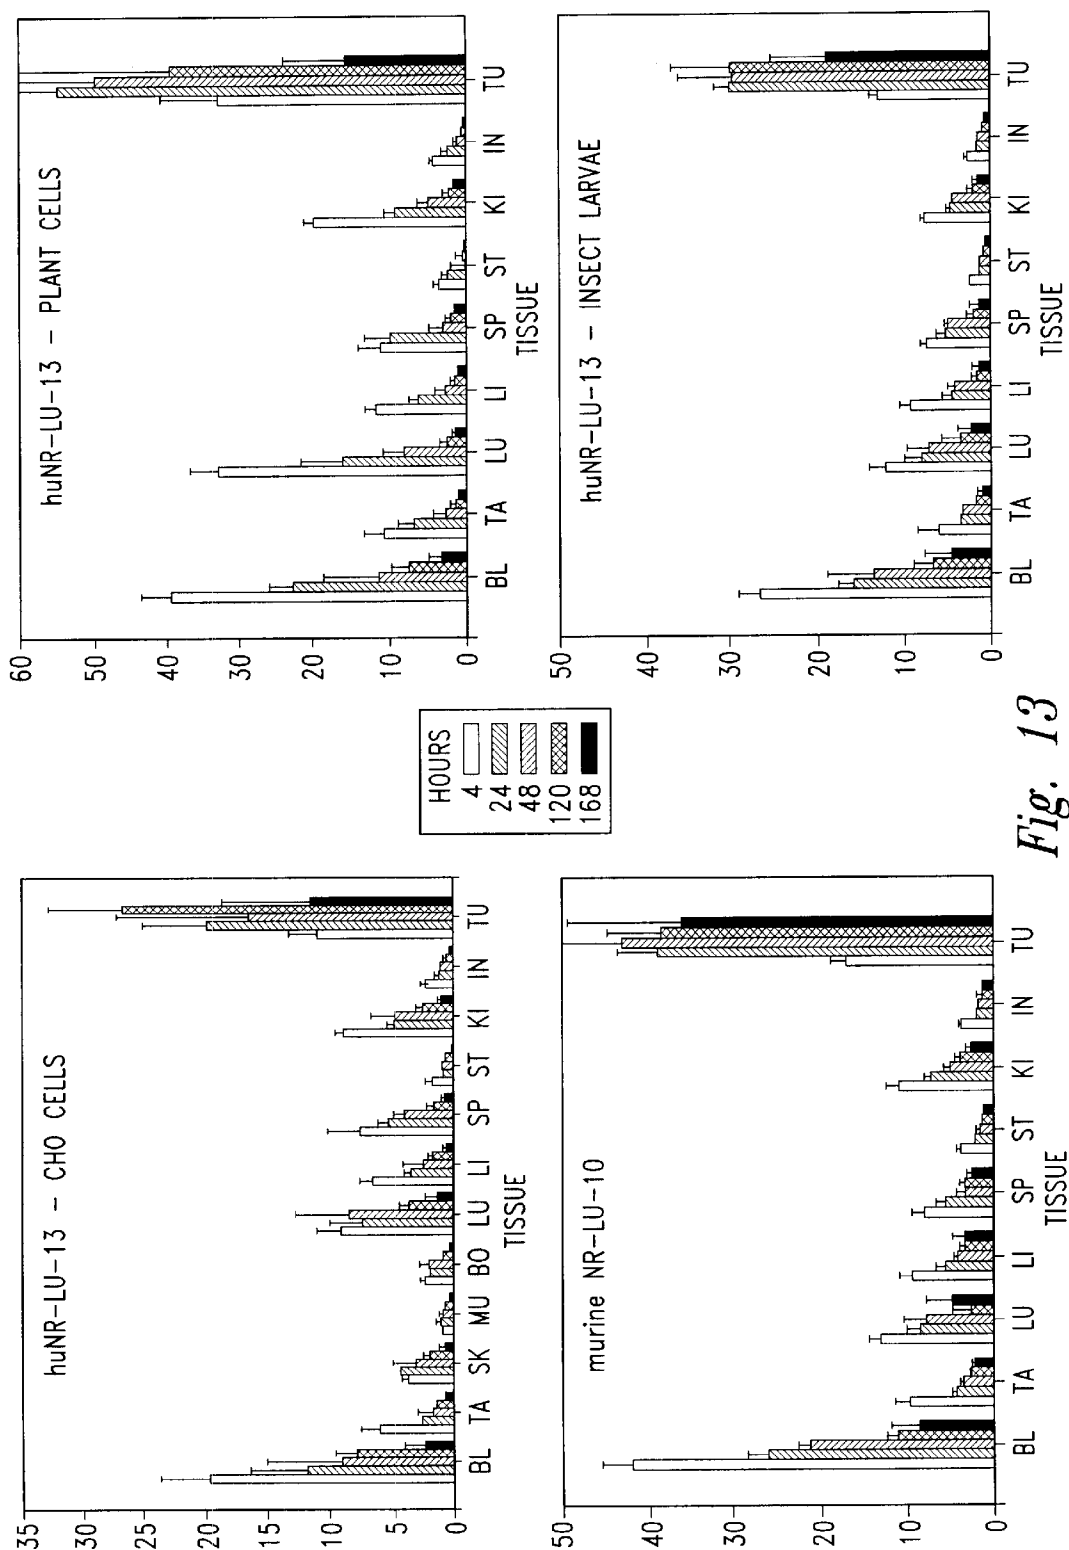 huNR-LU-13 – CHO CELLS
35
30
25
20
15
10
5
0
BL TA SK MU BO LU LI SP ST KI IN TU
TISSUE
huNR-LU-13 – PLANT CELLS
60
50
40
30
20
10
0
BL TA LU LI SP ST KI IN TU
TISSUE
HOURS
4
24
48
120
168
murine NR-LU-10
50
40
30
20
10
0
BL TA LU LI SP ST KI IN TU
TISSUE
huNR-LU-13 – INSECT LARVAE
50
40
30
20
10
0
BL TA LU LI SP ST KI IN TU
TISSUE
Fig. 13